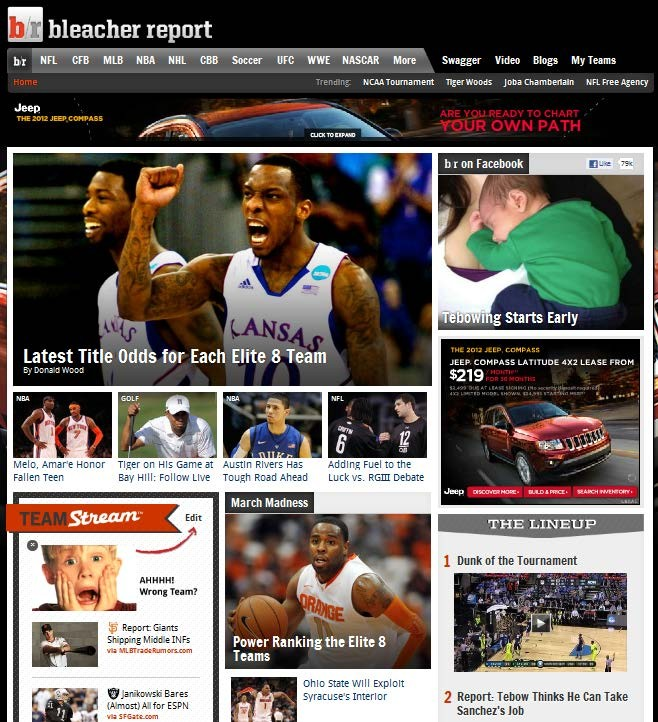 b/r bleacher report
b/r NFL CFB MLB NBA NHL CBB Soccer UFC WWE NASCAR More Swagger Video Blogs My Teams
Home Trending: NCAA Tournament Tiger Woods Joba Chamberlain NFL Free Agency
Jeep
THE 2012 JEEP COMPASS
CLICK TO EXPAND
ARE YOU READY TO CHART
YOUR OWN PATH
KANSAS
KANSAS
Latest Title Odds for Each Elite 8 Team
By Donald Wood
b r on Facebook
Like 79k
Tebowing Starts Early
THE 2012 JEEP COMPASS
JEEP COMPASS LATITUDE 4X2 LEASE FROM
$219 / MONTH
FOR 36 MONTHS
Jeep DISCOVER MORE BUILD & PRICE SEARCH INVENTORY
LEGAL
NBA
Melo, Amar'e Honor
Fallen Teen
GOLF
Tiger on His Game at
Bay Hill: Follow Live
NBA
DUKE
Austin Rivers Has
Tough Road Ahead
NFL
GRIFFIN
6
12
Adding Fuel to the
Luck vs. RGIII Debate
TEAM Stream™
Edit
x
AHHHH!
Wrong Team?
Report: Giants
Shipping Middle INFs
via MLBTradeRumors.com
Janikowski Bares
(Almost) All for ESPN
via SFGate.com
11
March Madness
ORANGE
Power Ranking the Elite 8
Teams
Ohio State Will Exploit
Syracuse's Interior
THE LINEUP
1 Dunk of the Tournament
2 Report: Tebow Thinks He Can Take
Sanchez's Job